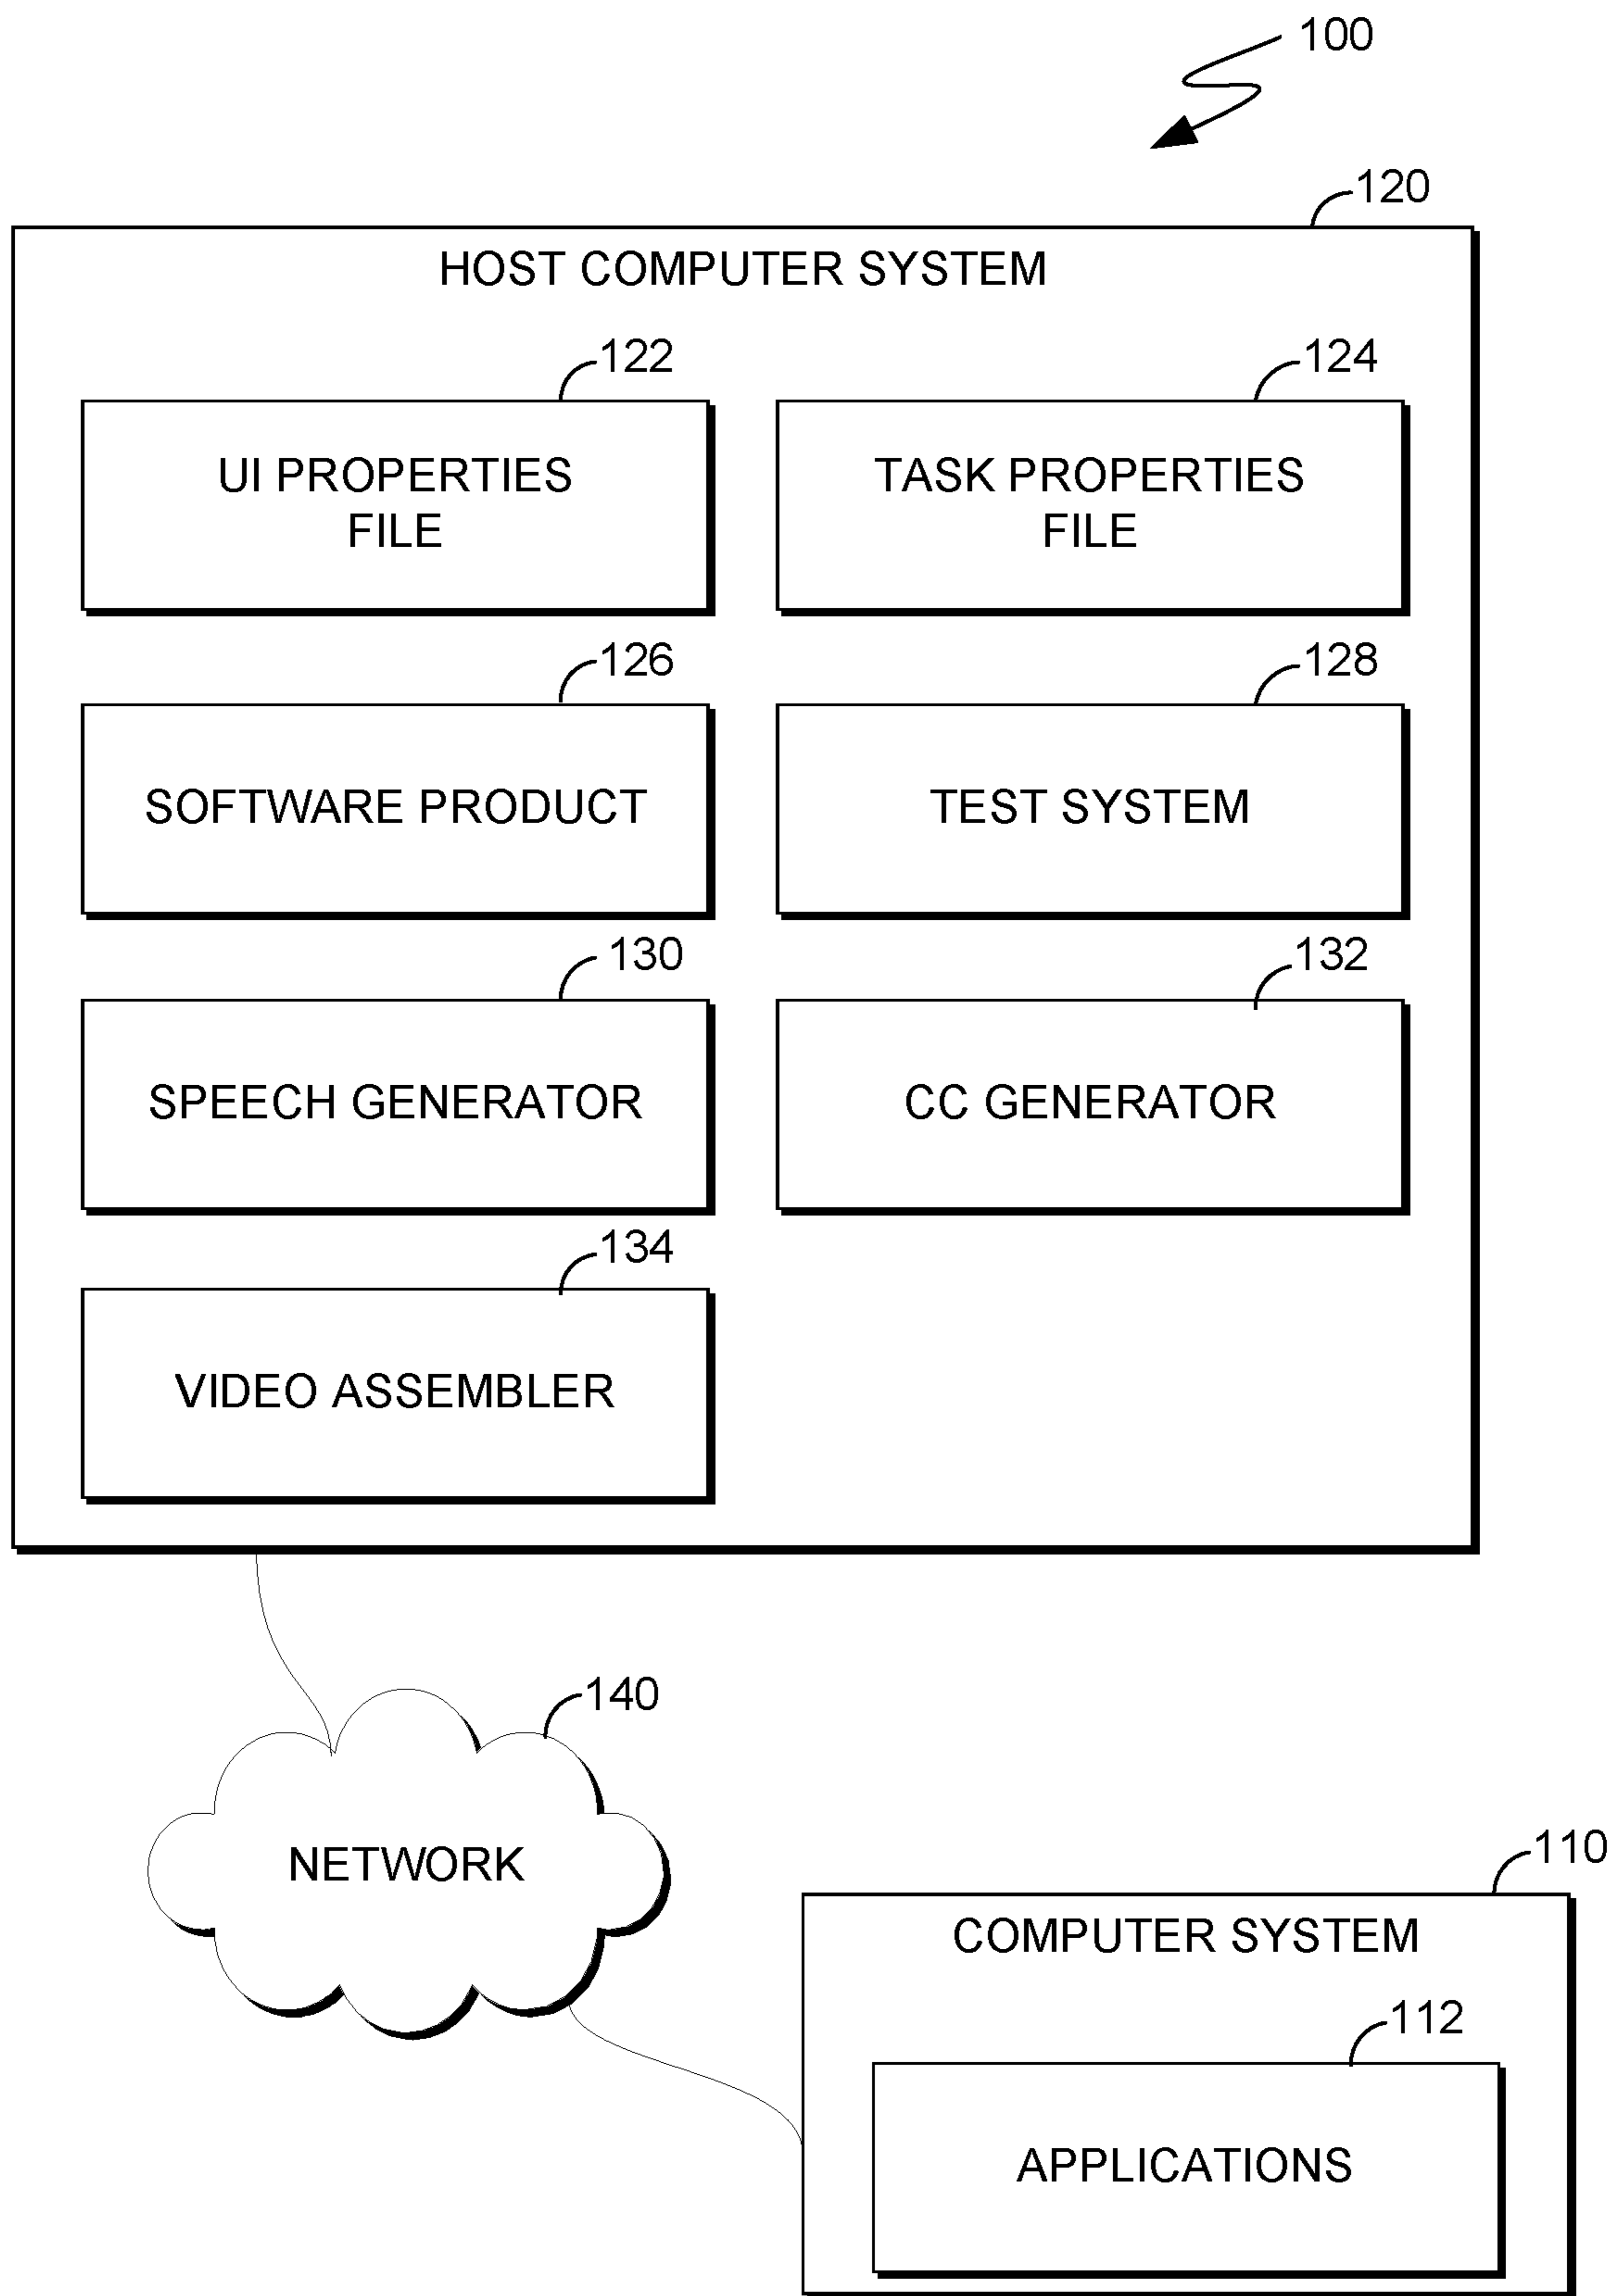 100
120
HOST COMPUTER SYSTEM
122
124
UI PROPERTIES
FILE
TASK PROPERTIES
FILE
126
128
SOFTWARE PRODUCT
TEST SYSTEM
130
132
SPEECH GENERATOR
CC GENERATOR
134
VIDEO ASSEMBLER
140
NETWORK
110
COMPUTER SYSTEM
112
APPLICATIONS